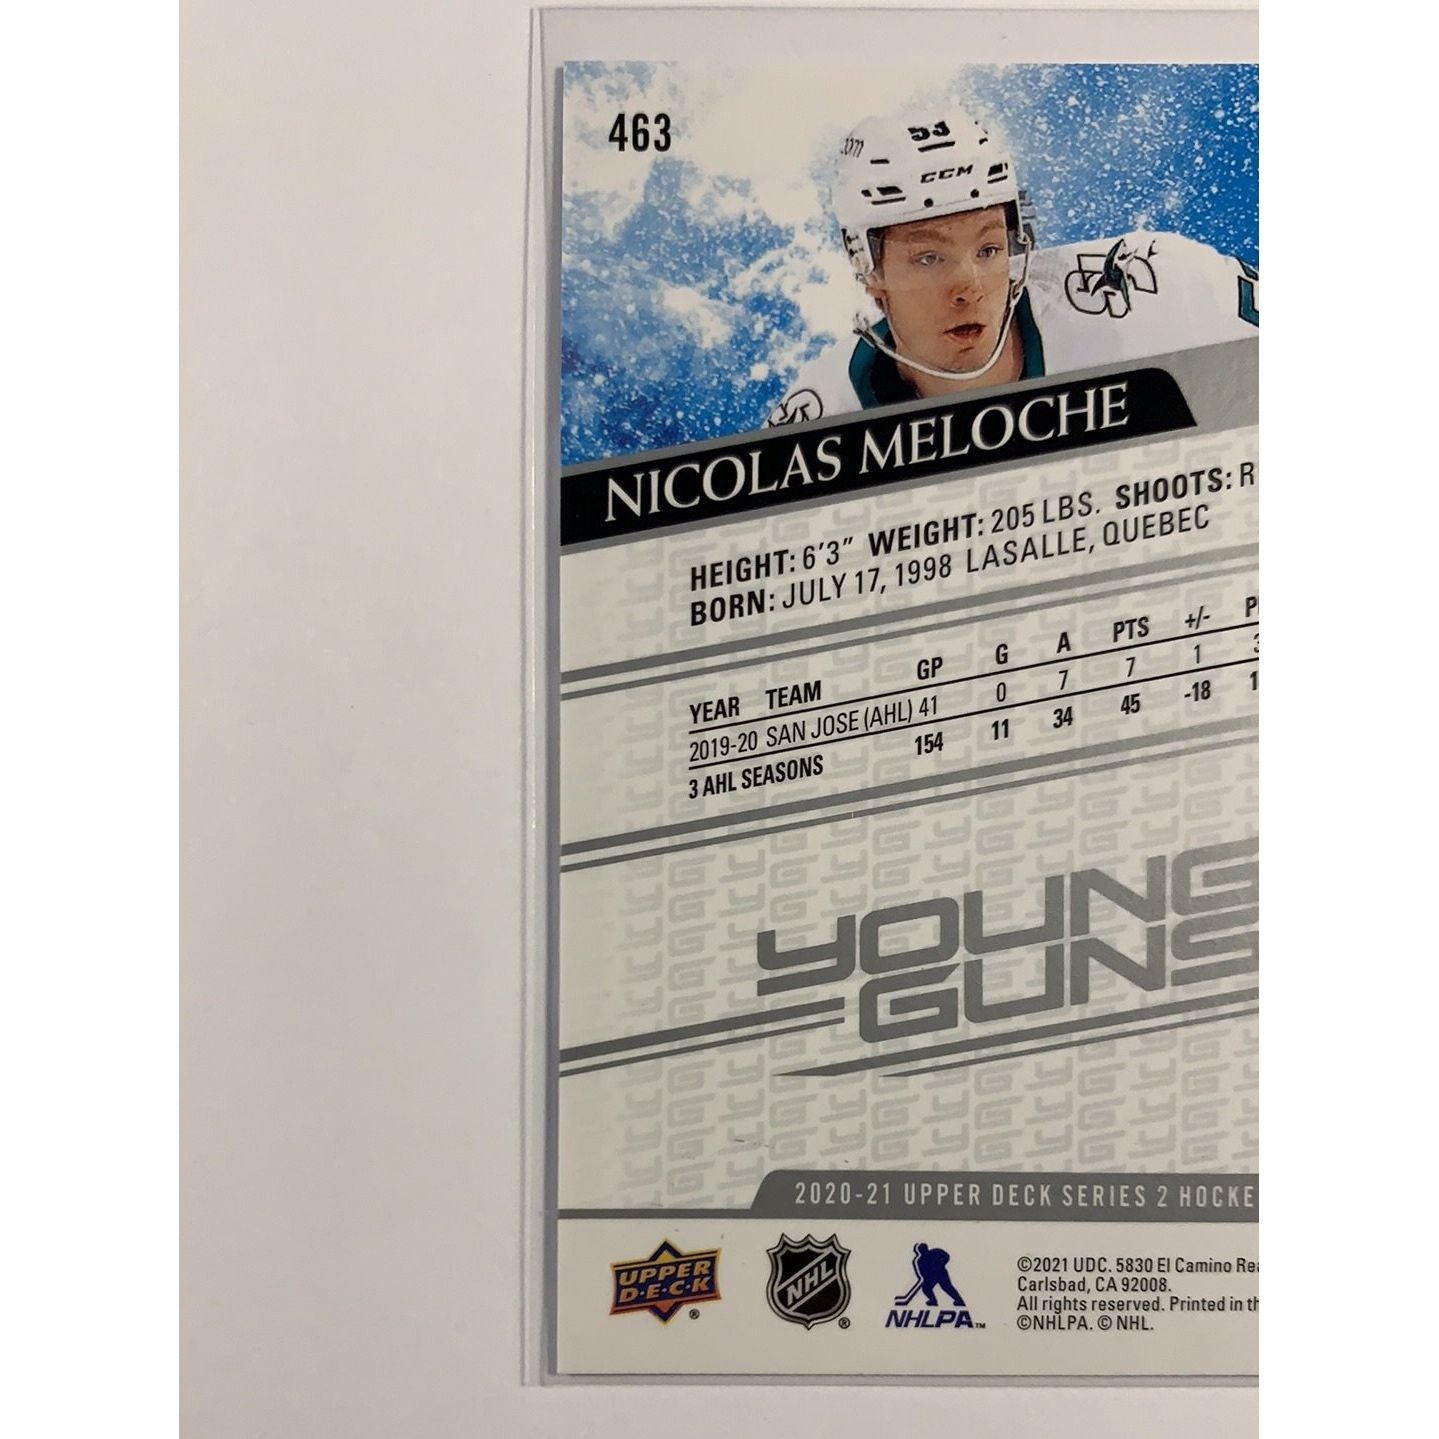 463
53
CCM
NICOLAS MELOCHE
HEIGHT: 6'3" WEIGHT: 205 LBS. SHOOTS: R
BORN: JULY 17, 1998 LASALLE, QUEBEC
YEAR TEAM GP G A PTS +/-
2019-20 SAN JOSE (AHL) 41 0 7 7 1
3 AHL SEASONS 154 11 34 45 -18
YOUNG
GUNS
2020-21 UPPER DECK SERIES 2 HOCKE
UPPER
D•E•C•K
®
NHL
®
NHLPA™
©2021 UDC. 5830 El Camino Rea
Carlsbad, CA 92008.
All rights reserved. Printed in th
©NHLPA. © NHL.